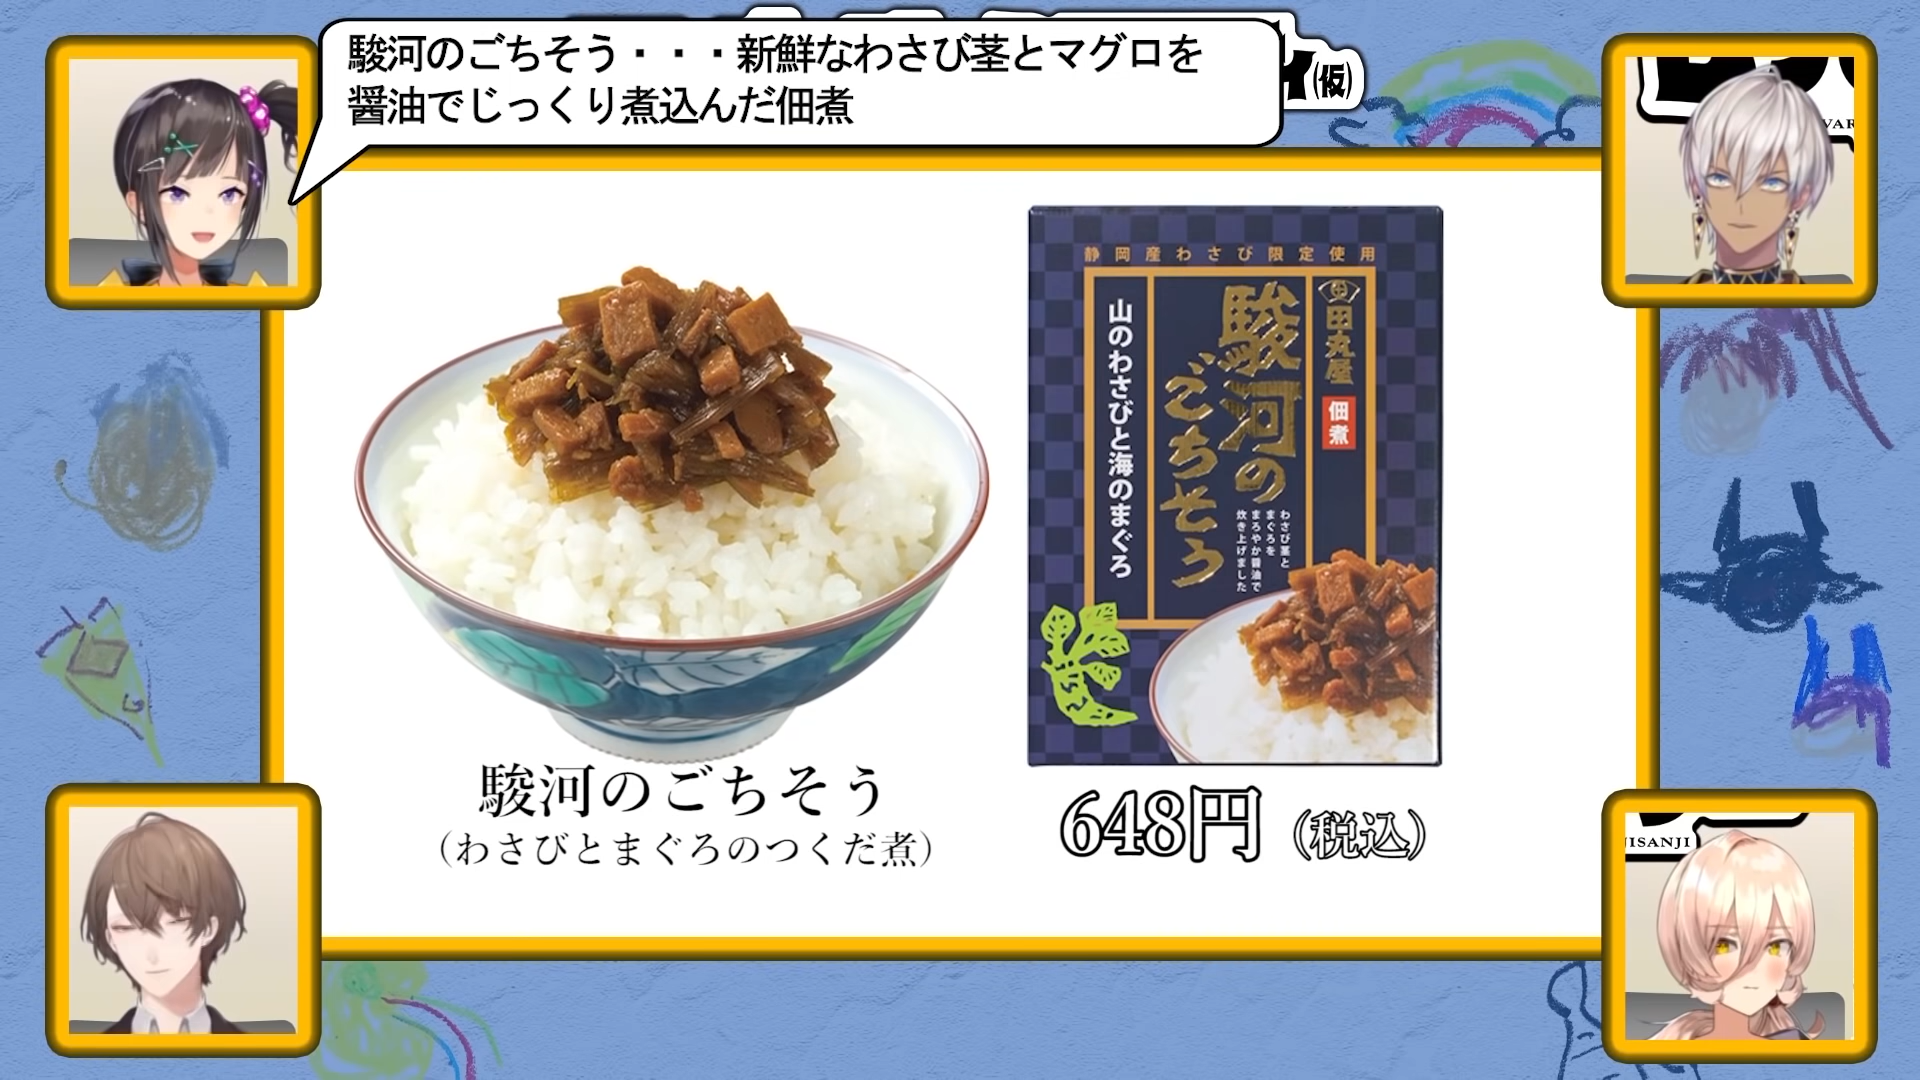 駿河のごちそう・・・新鮮なわさび茎とマグロを
醤油でじっくり煮込んだ佃煮
(仮)
静岡産わさび限定使用
田丸屋
佃煮
駿河の
ごちそう
わさび茎と
まぐろを
まろやか醤油で
炊き上げました
山のわさびと海のまぐろ
駿河のごちそう
（わさびとまぐろのつくだ煮）
648円（税込）
VAR
JISANJI